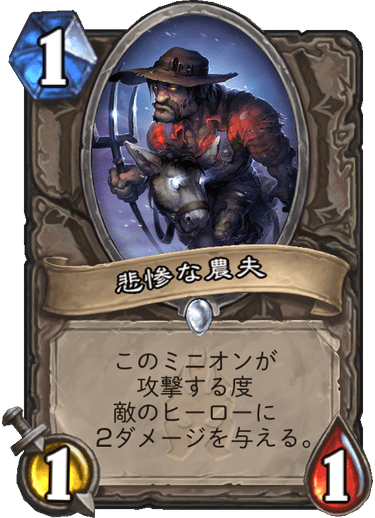 1
悲惨な農夫
このミニオンが
攻撃する度
敵のヒーローに
2ダメージを与える。
1
1